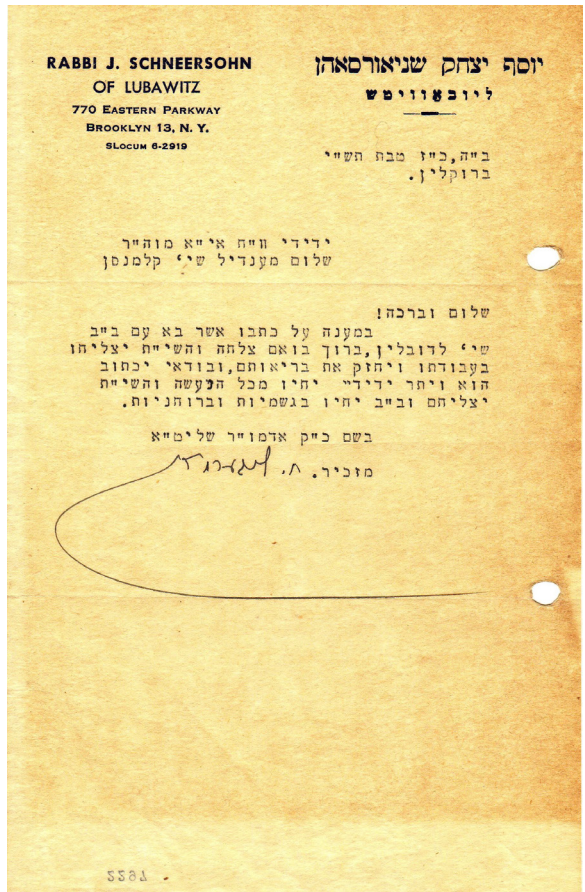 RABBI J. SCHNEERSOHN
OF LUBAWITZ
770 EASTERN PARKWAY
BROOKLYN 13, N. Y.
SLOCUM 6-2919
יוסף יצחק שניאורסאהן
ליובאוויטש
ב"ה,כ"ז טבת תש"י
ברוקלין.
ידידי וו"ח אי"א מוה"ר
שלום מענדיל שי' קלמנסן
שלום וברכה!
במענה על כתבו אשר בא עם ב"ב
שי' לדובלין,ברוך בואם צלחה והשי"ת יצליחו
בעבודתו ויחזק את בריאותם,ובודאי יכתוב
הוא ויתר ידידי" יחיו מכל הנעשה והשי"ת
יצליחם וב"ב יחיו בגשמיות וברוחניות.
בשם כ"ק אדמו"ר שליט"א
מזכיר. ח.
2297